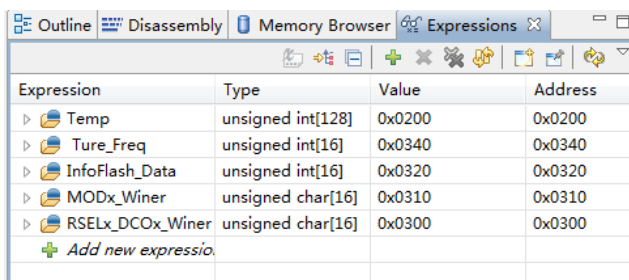 Outline Disassembly Memory Browser Expressions
Expression Type Value Address
Temp unsigned int[128] 0x0200 0x0200
Ture_Freq unsigned int[16] 0x0340 0x0340
InfoFlash_Data unsigned int[16] 0x0320 0x0320
MODx_Winer unsigned char[16] 0x0310 0x0310
RSELx_DCOx_Winer unsigned char[16] 0x0300 0x0300
Add new expressio